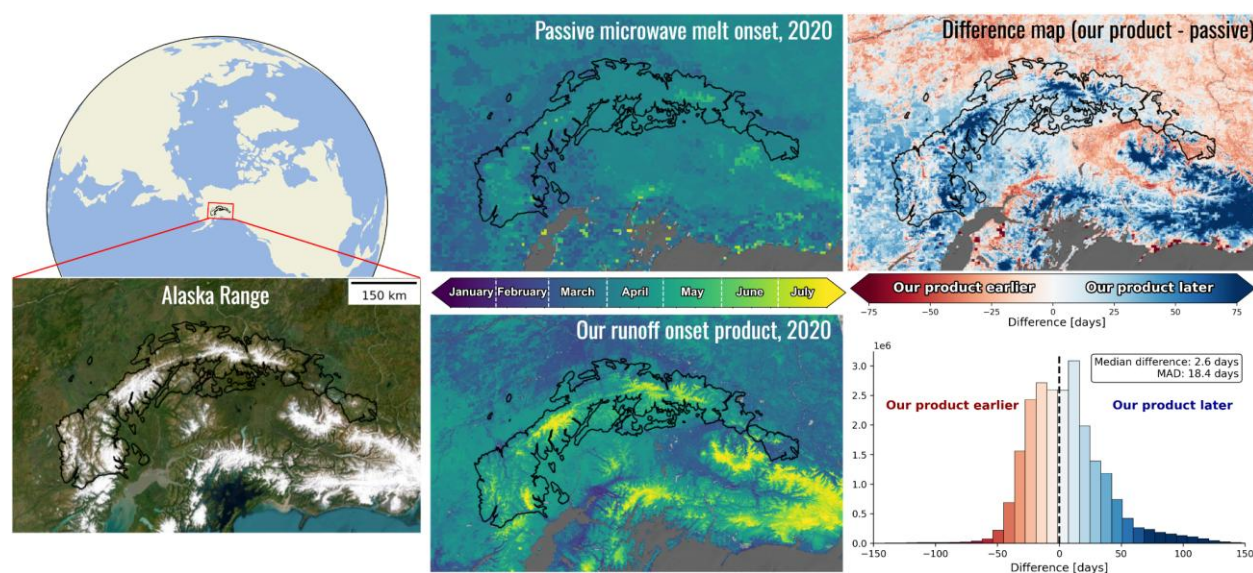 Passive microwave melt onset, 2020
Difference map (our product - passive)
Alaska Range
150 km
January February March April May June July
Our product earlier Our product later
−75 −50 −25 0 25 50 75
Difference [days]
Our runoff onset product, 2020
1e6
Median difference: 2.6 days
MAD: 18.4 days
Our product earlier
Our product later
3.0
2.5
2.0
1.5
1.0
0.5
0.0
−150 −100 −50 0 50 100 150
Difference [days]